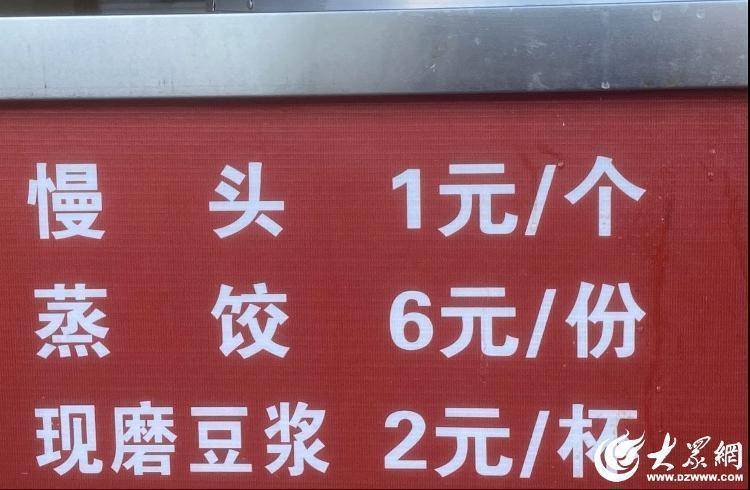 慢 头 1元/个
蒸 饺 6元/份
现磨豆浆 2元/杯
大众網
WWW.DZWWW.COM